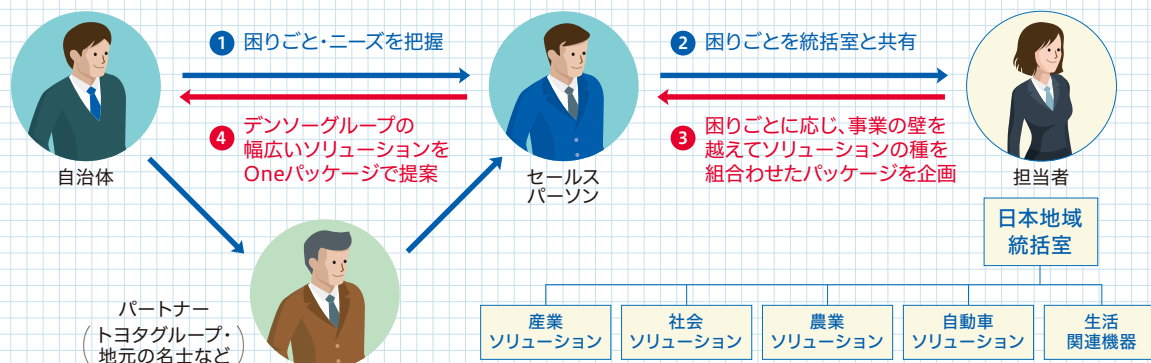 1 困りごと・ニーズを把握
2 困りごとを統括室と共有
4 デンソーグループの
幅広いソリューションを
Oneパッケージで提案
3 困りごとに応じ、事業の壁を
越えてソリューションの種を
組合わせたパッケージを企画
自治体
セールス
パーソン
担当者
日本地域
統括室
パートナー
(トヨタグループ・
地元の名士など)
産業
ソリューション
社会
ソリューション
農業
ソリューション
自動車
ソリューション
生活
関連機器